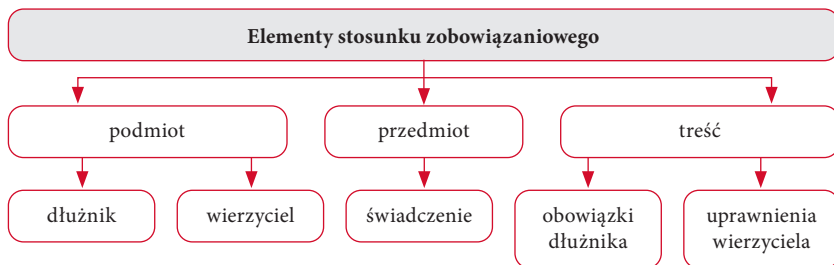 Elementy stosunku zobowiązaniowego
podmiot
przedmiot
treść
dłużnik
wierzyciel
świadczenie
obowiązki
dłużnika
uprawnienia
wierzyciela